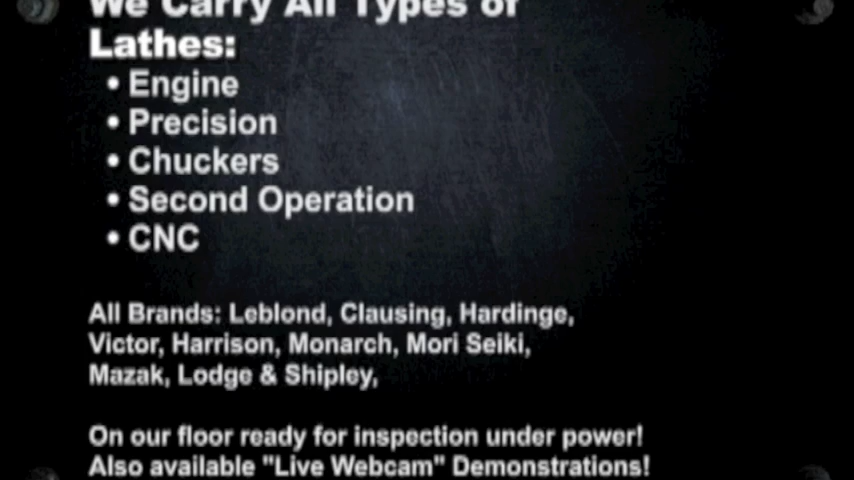 We Carry All Types of
Lathes:
• Engine
• Precision
• Chuckers
• Second Operation
• CNC
All Brands: Leblond, Clausing, Hardinge,
Victor, Harrison, Monarch, Mori Seiki,
Mazak, Lodge & Shipley,
On our floor ready for inspection under power!
Also available "Live Webcam" Demonstrations!